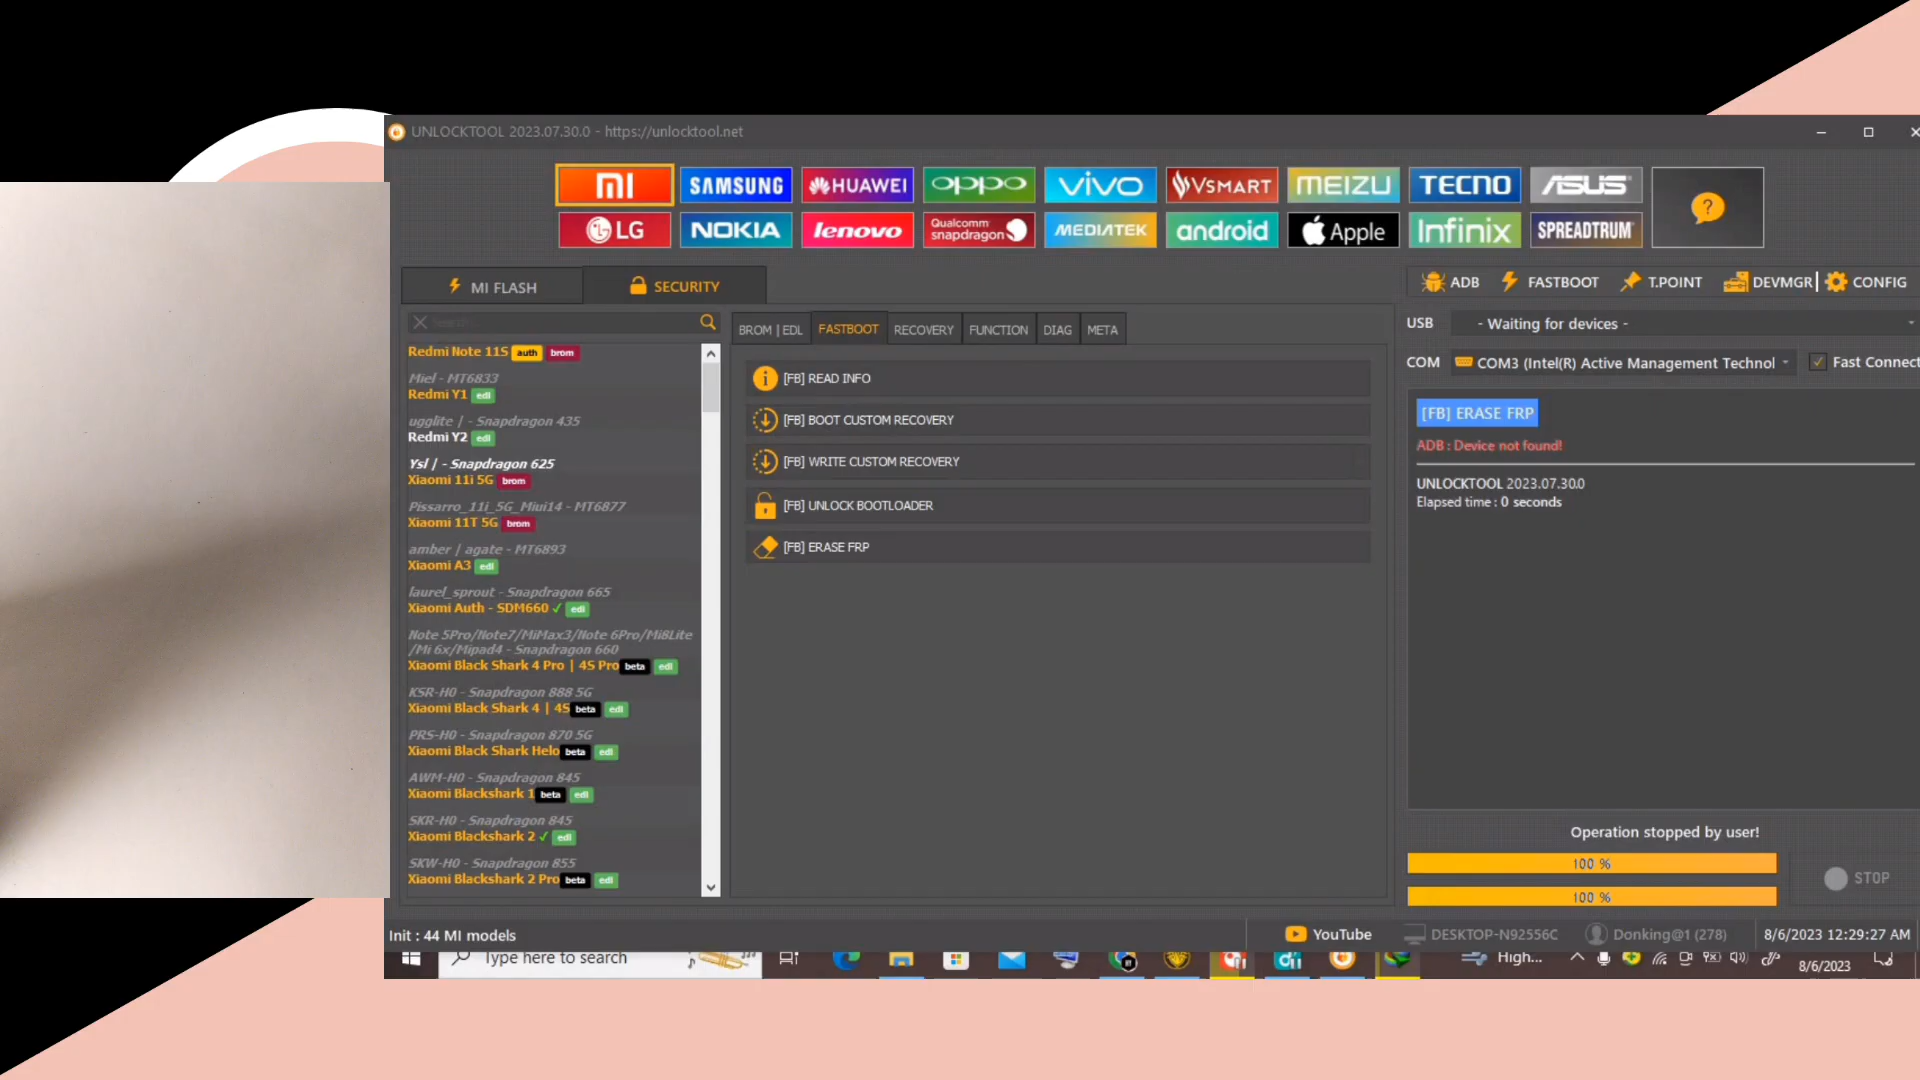 UNLOCKTOOL 2023.07.30.0 - https://unlocktool.net
MI SAMSUNG HUAWEI oppo vivo VSMART MEIZU TECNO ASUS
LG NOKIA lenovo Qualcomm snapdragon MEDIATEK android Apple Infinix SPREADTRUM
?
MI FLASH SECURITY
ADB FASTBOOT T.POINT DEVMGR CONFIG
BROM | EDL FASTBOOT RECOVERY FUNCTION DIAG META
Redmi Note 11S auth brom
Miel - MT6833
Redmi Y1 edl
ugglite | - Snapdragon 435
Redmi Y2 edl
Ysl | - Snapdragon 625
Xiaomi 11i 5G brom
Pissarro_11i_5G_Miui14 - MT6877
Xiaomi 11T 5G brom
amber | agate - MT6893
Xiaomi A3 edl
laurel_sprout - Snapdragon 665
Xiaomi Auth - SDM660 ✓ edl
Note 5Pro/Note7/MiMax3/Note 6Pro/Mi8Lite
/Mi 6x/Mipad4 - Snapdragon 660
Xiaomi Black Shark 4 Pro | 4S Pro beta edl
KSR-H0 - Snapdragon 888 5G
Xiaomi Black Shark 4 | 4S beta edl
PRS-H0 - Snapdragon 870 5G
Xiaomi Black Shark Helo beta edl
AWM-H0 - Snapdragon 845
Xiaomi Blackshark 1 beta edl
SKR-H0 - Snapdragon 845
Xiaomi Blackshark 2 ✓ edl
SKW-H0 - Snapdragon 855
Xiaomi Blackshark 2 Pro beta edl
[FB] READ INFO
[FB] BOOT CUSTOM RECOVERY
[FB] WRITE CUSTOM RECOVERY
[FB] UNLOCK BOOTLOADER
[FB] ERASE FRP
USB - Waiting for devices -
COM COM3 (Intel(R) Active Management Technol Fast Connect
[FB] ERASE FRP
ADB : Device not found!
UNLOCKTOOL 2023.07.30.0
Elapsed time : 0 seconds
Operation stopped by user!
100 %
100 %
STOP
Init : 44 MI models
YouTube DESKTOP-N92556C Donking@1 (278) 8/6/2023 12:29:27 AM
Type here to search
High...
8/6/2023